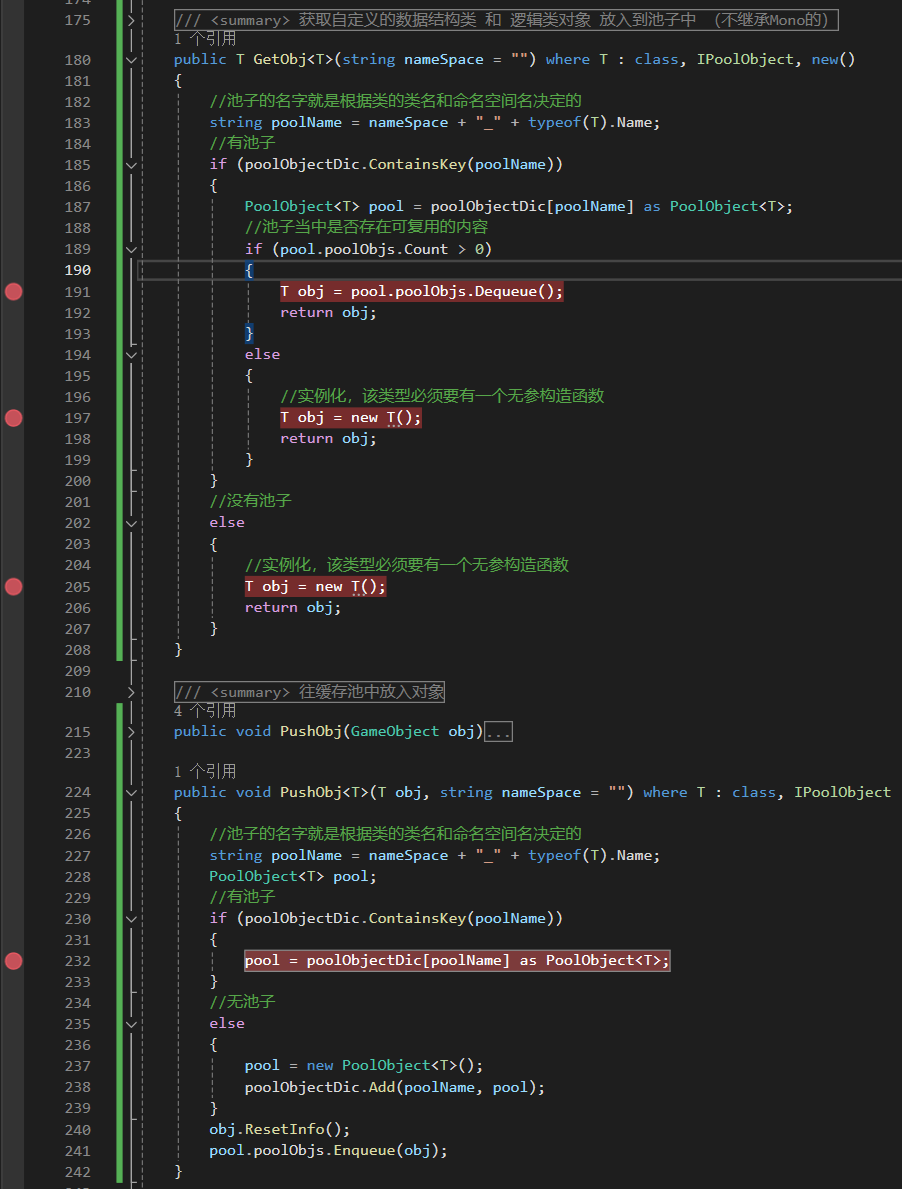 174
175 /// <summary> 获取自定义的数据结构类 和 逻辑类对象 放入到池子中 （不继承Mono的）
1 个引用
180 public T GetObj<T>(string nameSpace = "") where T : class, IPoolObject, new()
181 {
182 //池子的名字就是根据类的类名和命名空间名决定的
183 string poolName = nameSpace + "_" + typeof(T).Name;
184 //有池子
185 if (poolObjectDic.ContainsKey(poolName))
186 {
187 PoolObject<T> pool = poolObjectDic[poolName] as PoolObject<T>;
188 //池子当中是否存在可复用的内容
189 if (pool.poolObjs.Count > 0)
190 {
191 T obj = pool.poolObjs.Dequeue();
192 return obj;
193 }
194 else
195 {
196 //实例化，该类型必须要有一个无参构造函数
197 T obj = new T();
198 return obj;
199 }
200 }
201 //没有池子
202 else
203 {
204 //实例化，该类型必须要有一个无参构造函数
205 T obj = new T();
206 return obj;
207 }
208 }
209
210 /// <summary> 往缓存池中放入对象
4 个引用
215 public void PushObj(GameObject obj)...
223
1 个引用
224 public void PushObj<T>(T obj, string nameSpace = "") where T : class, IPoolObject
225 {
226 //池子的名字就是根据类的类名和命名空间名决定的
227 string poolName = nameSpace + "_" + typeof(T).Name;
228 PoolObject<T> pool;
229 //有池子
230 if (poolObjectDic.ContainsKey(poolName))
231 {
232 pool = poolObjectDic[poolName] as PoolObject<T>;
233 }
234 //无池子
235 else
236 {
237 pool = new PoolObject<T>();
238 poolObjectDic.Add(poolName, pool);
239 }
240 obj.ResetInfo();
241 pool.poolObjs.Enqueue(obj);
242 }